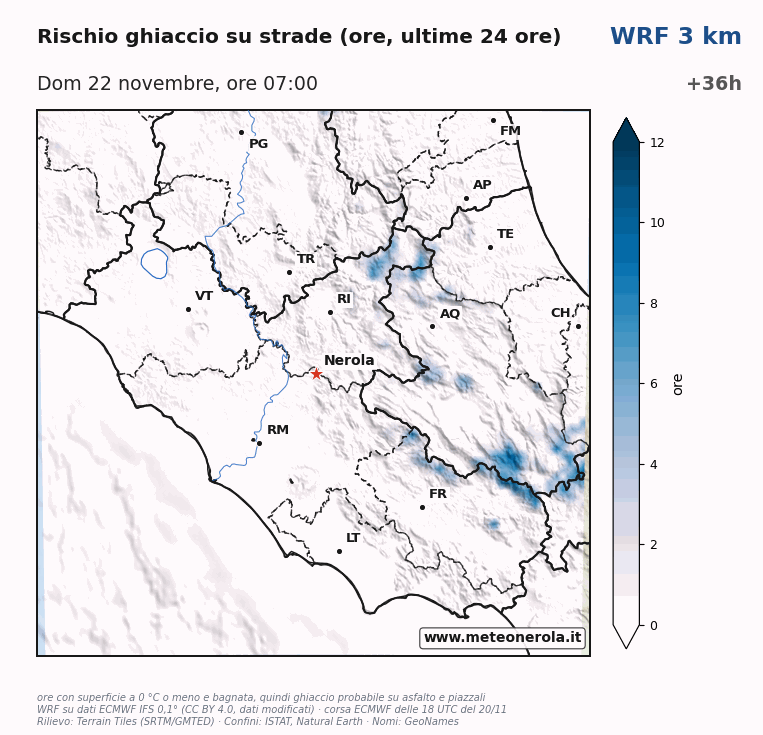 Rischio ghiaccio su strade (ore, ultime 24 ore)
WRF 3 km
Dom 22 novembre, ore 07:00
+36h
FM
PG
AP
TE
TR
VT
RI
AQ
CH
Nerola
RM
FR
LT
www.meteonerola.it
12
10
8
6
4
2
0
ore
ore con superficie a 0 °C o meno e bagnata, quindi ghiaccio probabile su asfalto e piazzali
WRF su dati ECMWF IFS 0,1° (CC BY 4.0, dati modificati) · corsa ECMWF delle 18 UTC del 20/11
Rilievo: Terrain Tiles (SRTM/GMTED) · Confini: ISTAT, Natural Earth · Nomi: GeoNames